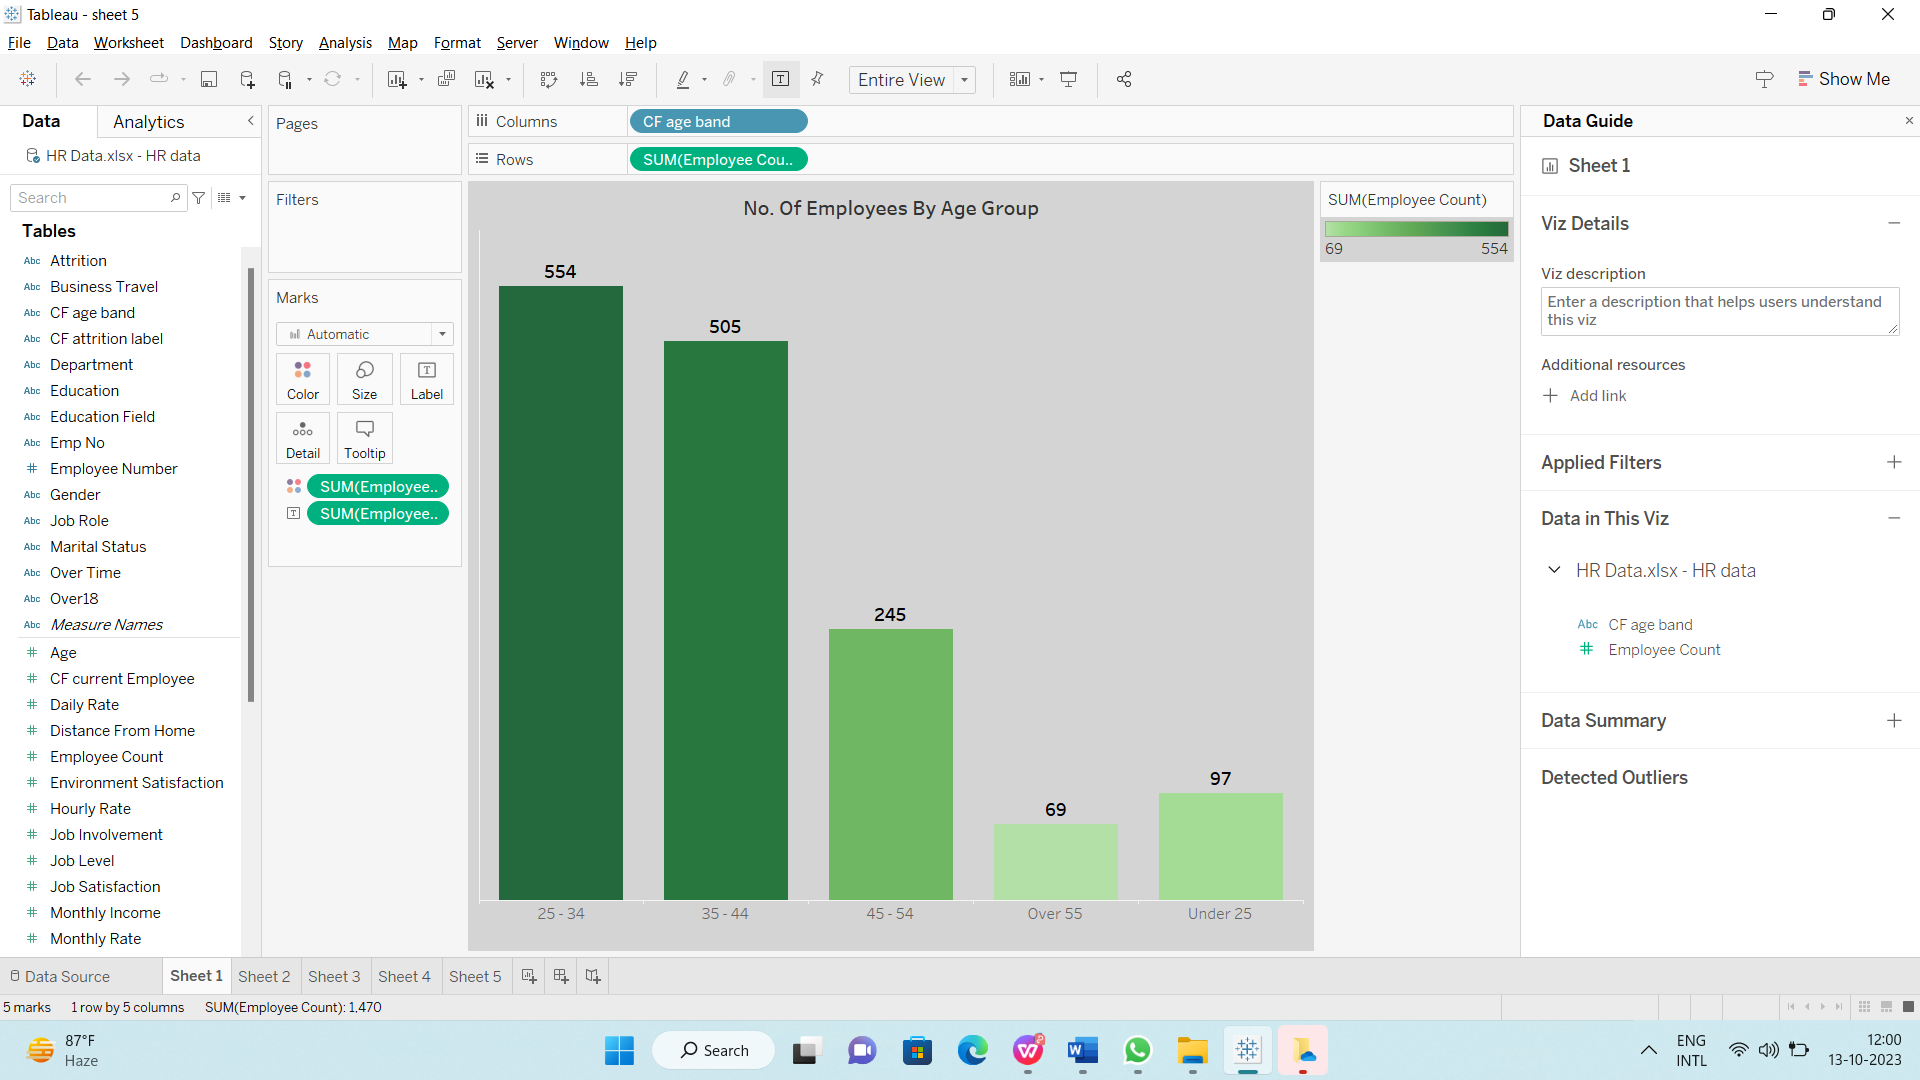 Tableau - sheet 5
File Data Worksheet Dashboard Story Analysis Map Format Server Window Help
Entire View
Show Me
Data Analytics
HR Data.xlsx - HR data
Search
Tables
Abc Attrition
Abc Business Travel
Abc CF age band
Abc CF attrition label
Abc Department
Abc Education
Abc Education Field
Abc Emp No
# Employee Number
Abc Gender
Abc Job Role
Abc Marital Status
Abc Over Time
Abc Over18
Abc Measure Names
# Age
# CF current Employee
# Daily Rate
# Distance From Home
# Employee Count
# Environment Satisfaction
# Hourly Rate
# Job Involvement
# Job Level
# Job Satisfaction
# Monthly Income
# Monthly Rate
Pages
Filters
Marks
Automatic
Color Size Label
Detail Tooltip
SUM(Employee..
SUM(Employee..
Columns CF age band
Rows SUM(Employee Cou..
No. Of Employees By Age Group
554
505
245
69
97
25 - 34 35 - 44 45 - 54 Over 55 Under 25
SUM(Employee Count)
69 554
Data Guide
Sheet 1
Viz Details
Viz description
Enter a description that helps users understand
this viz
Additional resources
Add link
Applied Filters
Data in This Viz
HR Data.xlsx - HR data
Abc CF age band
# Employee Count
Data Summary
Detected Outliers
Data Source Sheet 1 Sheet 2 Sheet 3 Sheet 4 Sheet 5
5 marks 1 row by 5 columns SUM(Employee Count): 1,470
87°F
Haze
Search
ENG
INTL
12:00
13-10-2023